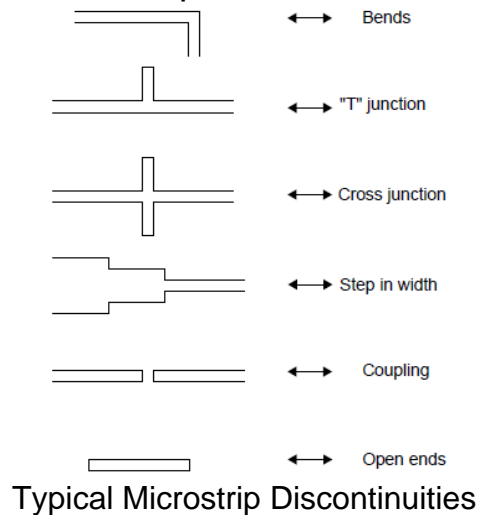 Bends
"T" junction
Cross junction
Step in width
Coupling
Open ends
Typical Microstrip Discontinuities